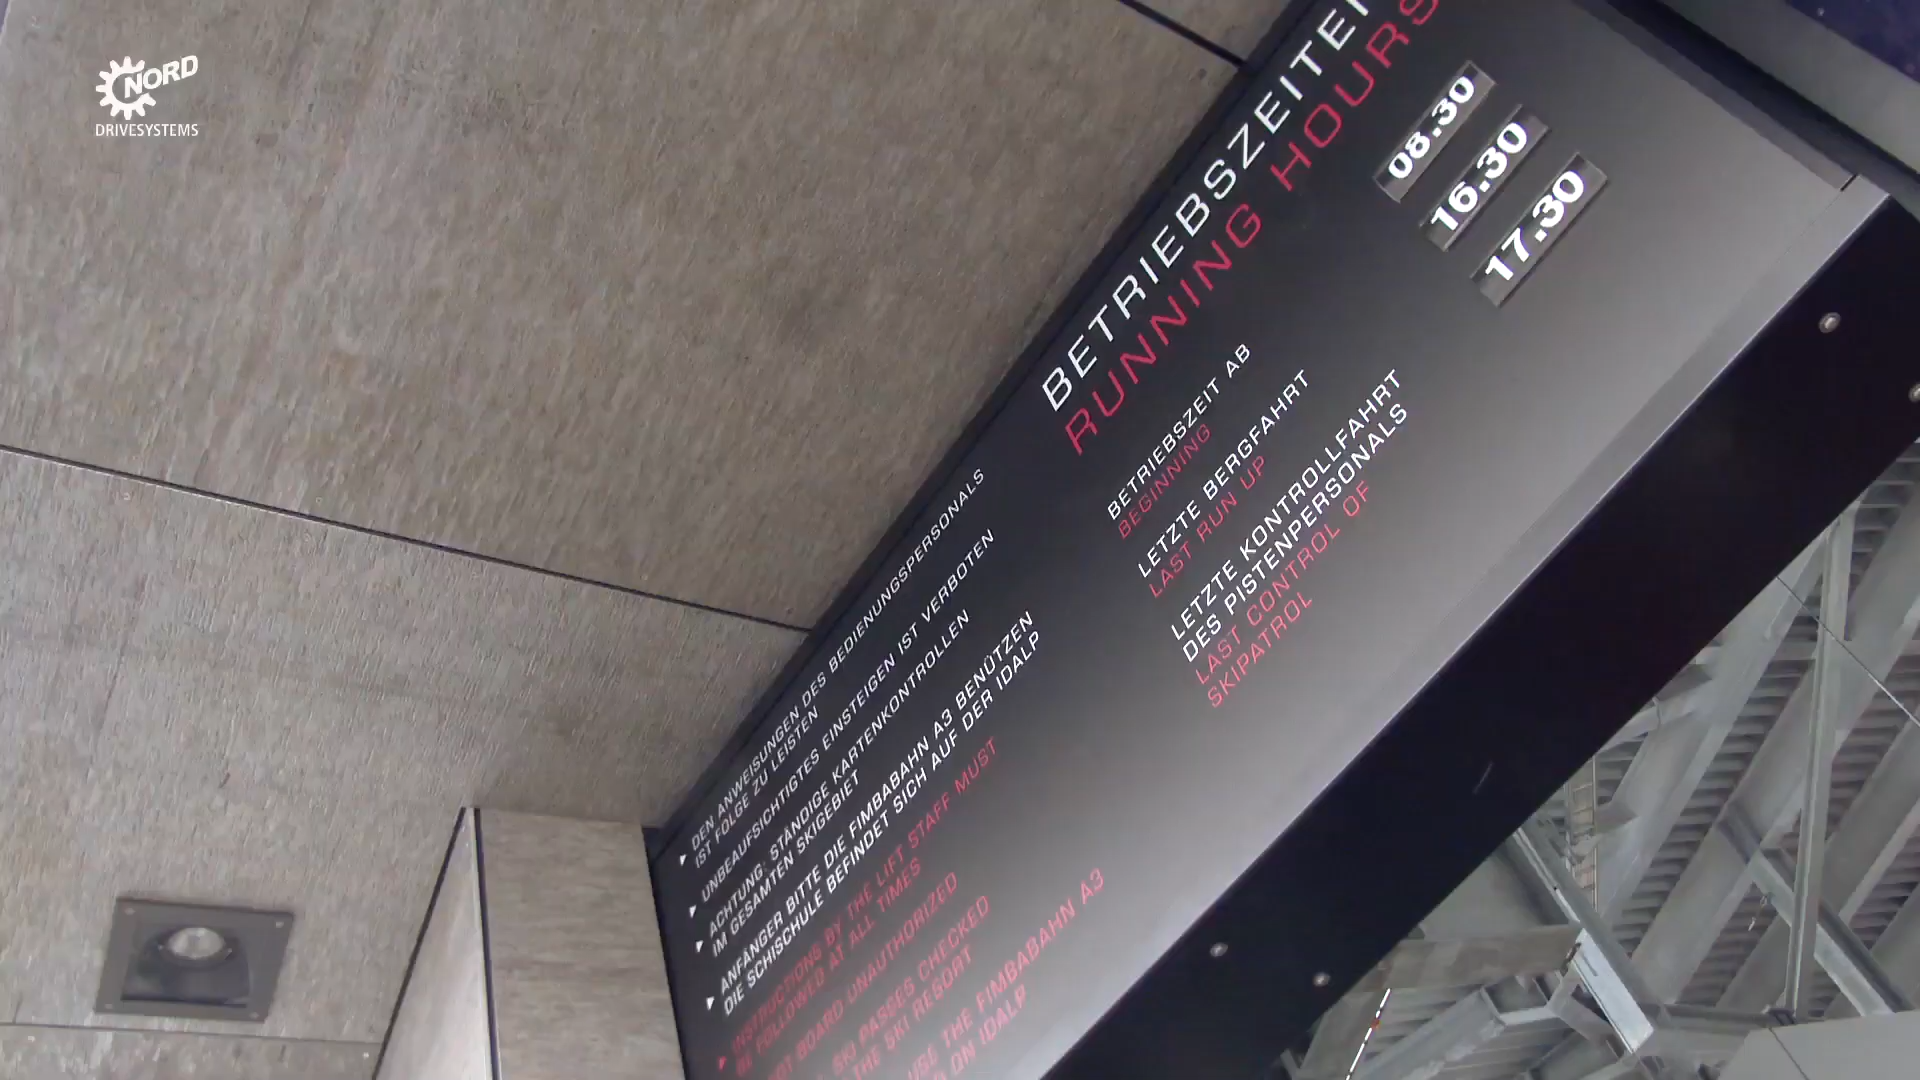 NORD
DRIVESYSTEMS
BETRIEBSZEITEN
RUNNING HOURS
BETRIEBSZEIT AB 08.30
BEGINNING
LETZTE BERGFAHRT 16.30
LAST RUN UP
LETZTE KONTROLLFAHRT 17.30
DES PISTENPERSONALS
LAST CONTROL OF
SKIPATROL
DEN ANWEISUNGEN DES BEDIENUNGSPERSONALS
IST FOLGE ZU LEISTEN
UNBEAUFSICHTIGTES EINSTEIGEN IST VERBOTEN
ACHTUNG: STÄNDIGE KARTENKONTROLLEN
IM GESAMTEN SKIGEBIET
ANFÄNGER BITTE DIE FIMBABAHN A3 BENÜTZEN
DIE SCHISCHULE BEFINDET SICH AUF DER IDALP
INSTRUCTIONS BY THE LIFT STAFF MUST
BE FOLLOWED AT ALL TIMES
BOARD UNAUTHORIZED
SKI PASSES CHECKED
THE SKI RESORT
USE THE FIMBABAHN A3
ON IDALP